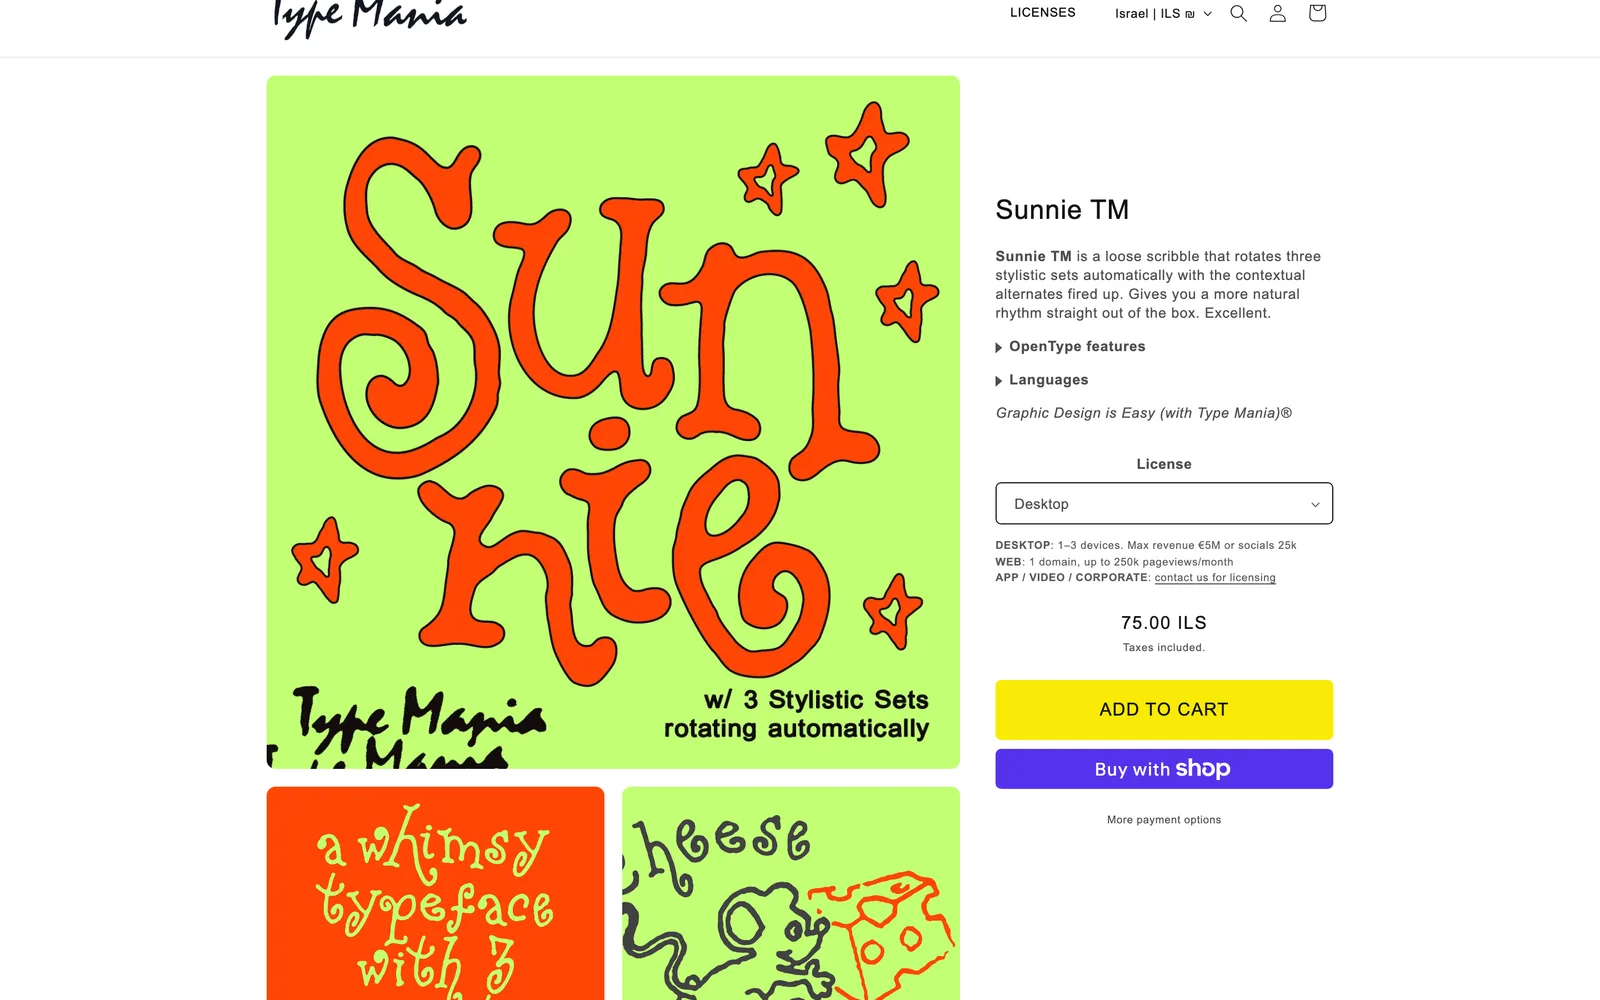 Type Mania
LICENSES
Israel | ILS ₪
Sun
nie
Type Mania
Type Mania
w/ 3 Stylistic Sets
rotating automatically
Sunnie TM
Sunnie TM is a loose scribble that rotates three
stylistic sets automatically with the contextual
alternates fired up. Gives you a more natural
rhythm straight out of the box. Excellent.
OpenType features
Languages
Graphic Design is Easy (with Type Mania)®
License
Desktop
DESKTOP: 1–3 devices. Max revenue €5M or socials 25k
WEB: 1 domain, up to 250k pageviews/month
APP / VIDEO / CORPORATE: contact us for licensing
75.00 ILS
Taxes included.
ADD TO CART
Buy with shop
More payment options
a whimsy
typeface
with 3
cheese